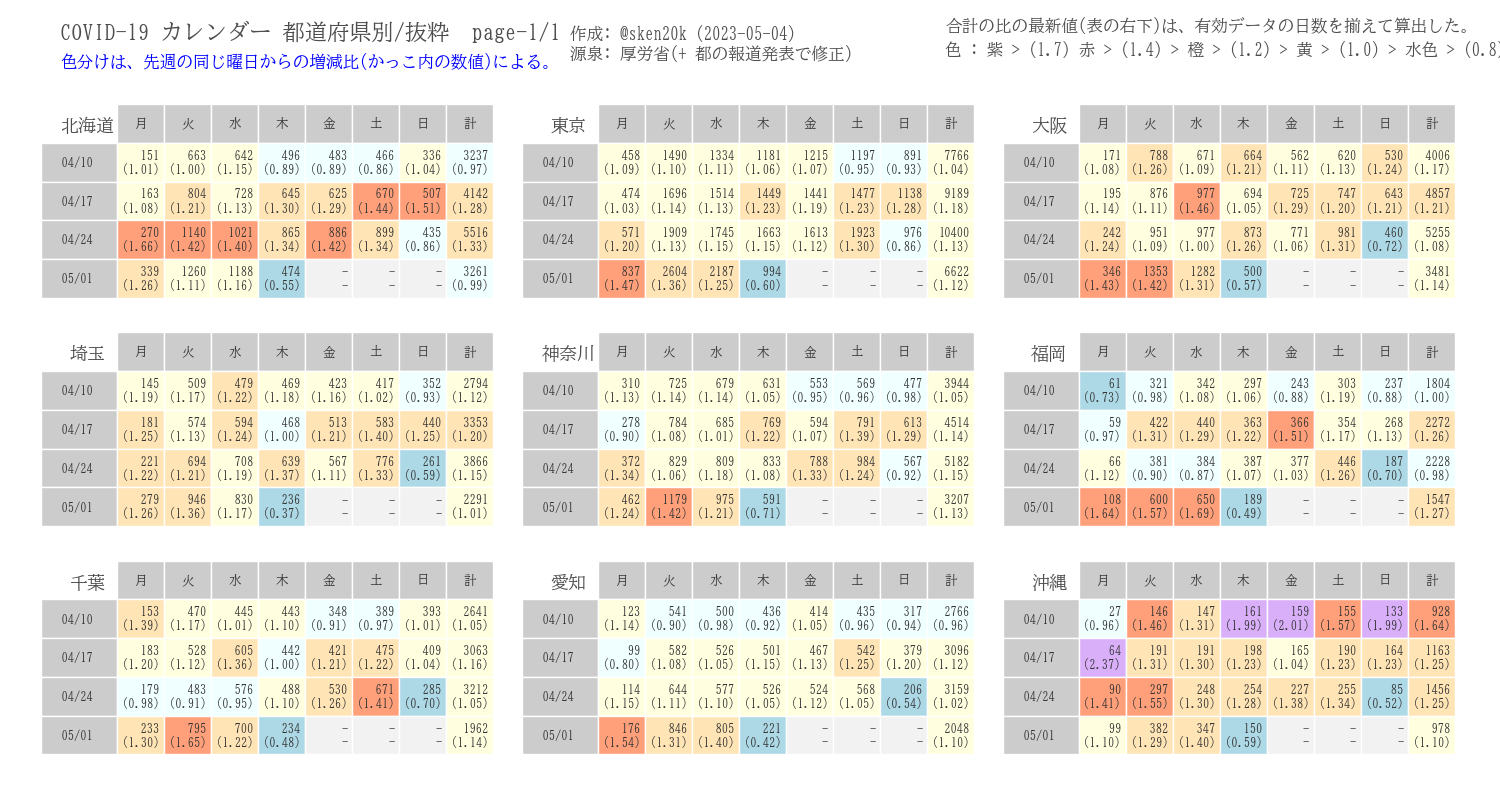 COVID-19 カレンダー 都道府県別/抜粋 page-1/1
色分けは、先週の同じ曜日からの増減比(かっこ内の数値)による。
作成: @sken20k (2023-05-04)
源泉: 厚労省(+ 都の報道発表で修正)
合計の比の最新値(表の右下)は、有効データの日数を揃えて算出した。
色 : 紫 > (1.7) 赤 > (1.4) > 橙 > (1.2) > 黄 > (1.0) > 水色 > (0.8)
北海道 月 火 水 木 金 土 日 計
04/10 151 663 642 496 483 466 336 3237
(1.01) (1.00) (1.15) (0.89) (0.89) (0.86) (1.04) (0.97)
04/17 163 804 728 645 625 670 507 4142
(1.08) (1.21) (1.13) (1.30) (1.29) (1.44) (1.51) (1.28)
04/24 270 1140 1021 865 886 899 435 5516
(1.66) (1.42) (1.40) (1.34) (1.42) (1.34) (0.86) (1.33)
05/01 339 1260 1188 474 - - - 3261
(1.26) (1.11) (1.16) (0.55) - - - (0.99)
東京 月 火 水 木 金 土 日 計
04/10 458 1490 1334 1181 1215 1197 891 7766
(1.09) (1.10) (1.11) (1.06) (1.07) (0.95) (0.93) (1.04)
04/17 474 1696 1514 1449 1441 1477 1138 9189
(1.03) (1.14) (1.13) (1.23) (1.19) (1.23) (1.28) (1.18)
04/24 571 1909 1745 1663 1613 1923 976 10400
(1.20) (1.13) (1.15) (1.15) (1.12) (1.30) (0.86) (1.13)
05/01 837 2604 2187 994 - - - 6622
(1.47) (1.36) (1.25) (0.60) - - - (1.12)
大阪 月 火 水 木 金 土 日 計
04/10 171 788 671 664 562 620 530 4006
(1.08) (1.26) (1.09) (1.21) (1.11) (1.13) (1.24) (1.17)
04/17 195 876 977 694 725 747 643 4857
(1.14) (1.11) (1.46) (1.05) (1.29) (1.20) (1.21) (1.21)
04/24 242 951 977 873 771 981 460 5255
(1.24) (1.09) (1.00) (1.26) (1.06) (1.31) (0.72) (1.08)
05/01 346 1353 1282 500 - - - 3481
(1.43) (1.42) (1.31) (0.57) - - - (1.14)
埼玉 月 火 水 木 金 土 日 計
04/10 145 509 479 469 423 417 352 2794
(1.19) (1.17) (1.22) (1.18) (1.16) (1.02) (0.93) (1.12)
04/17 181 574 594 468 513 583 440 3353
(1.25) (1.13) (1.24) (1.00) (1.21) (1.40) (1.25) (1.20)
04/24 221 694 708 639 567 776 261 3866
(1.22) (1.21) (1.19) (1.37) (1.11) (1.33) (0.59) (1.15)
05/01 279 946 830 236 - - - 2291
(1.26) (1.36) (1.17) (0.37) - - - (1.01)
神奈川 月 火 水 木 金 土 日 計
04/10 310 725 679 631 553 569 477 3944
(1.13) (1.14) (1.14) (1.05) (0.95) (0.96) (0.98) (1.05)
04/17 278 784 685 769 594 791 613 4514
(0.90) (1.08) (1.01) (1.22) (1.07) (1.39) (1.29) (1.14)
04/24 372 829 809 833 788 984 567 5182
(1.34) (1.06) (1.18) (1.08) (1.33) (1.24) (0.92) (1.15)
05/01 462 1179 975 591 - - - 3207
(1.24) (1.42) (1.21) (0.71) - - - (1.13)
福岡 月 火 水 木 金 土 日 計
04/10 61 321 342 297 243 303 237 1804
(0.73) (0.98) (1.08) (1.06) (0.88) (1.19) (0.88) (1.00)
04/17 59 422 440 363 366 354 268 2272
(0.97) (1.31) (1.29) (1.22) (1.51) (1.17) (1.13) (1.26)
04/24 66 381 384 387 377 446 187 2228
(1.12) (0.90) (0.87) (1.07) (1.03) (1.26) (0.70) (0.98)
05/01 108 600 650 189 - - - 1547
(1.64) (1.57) (1.69) (0.49) - - - (1.27)
千葉 月 火 水 木 金 土 日 計
04/10 153 470 445 443 348 389 393 2641
(1.39) (1.17) (1.01) (1.10) (0.91) (0.97) (1.01) (1.05)
04/17 183 528 605 442 421 475 409 3063
(1.20) (1.12) (1.36) (1.00) (1.21) (1.22) (1.04) (1.16)
04/24 179 483 576 488 530 671 285 3212
(0.98) (0.91) (0.95) (1.10) (1.26) (1.41) (0.70) (1.05)
05/01 233 795 700 234 - - - 1962
(1.30) (1.65) (1.22) (0.48) - - - (1.14)
愛知 月 火 水 木 金 土 日 計
04/10 123 541 500 436 414 435 317 2766
(1.14) (0.90) (0.98) (0.92) (1.05) (0.96) (0.94) (0.96)
04/17 99 582 526 501 467 542 379 3096
(0.80) (1.08) (1.05) (1.15) (1.13) (1.25) (1.20) (1.12)
04/24 114 644 577 526 524 568 206 3159
(1.15) (1.11) (1.10) (1.05) (1.12) (1.05) (0.54) (1.02)
05/01 176 846 805 221 - - - 2048
(1.54) (1.31) (1.40) (0.42) - - - (1.10)
沖縄 月 火 水 木 金 土 日 計
04/10 27 146 147 161 159 155 133 928
(0.96) (1.46) (1.31) (1.99) (2.01) (1.57) (1.99) (1.64)
04/17 64 191 191 198 165 190 164 1163
(2.37) (1.31) (1.30) (1.23) (1.04) (1.23) (1.23) (1.25)
04/24 90 297 248 254 227 255 85 1456
(1.41) (1.55) (1.30) (1.28) (1.38) (1.34) (0.52) (1.25)
05/01 99 382 347 150 - - - 978
(1.10) (1.29) (1.40) (0.59) - - - (1.10)